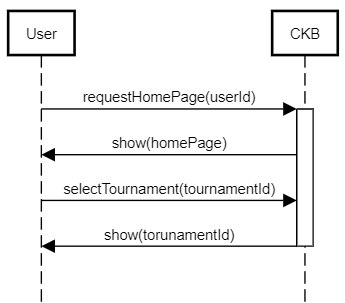 User
CKB
requestHomePage(userId)
show(homePage)
selectTournament(tournamentId)
show(torunamentId)